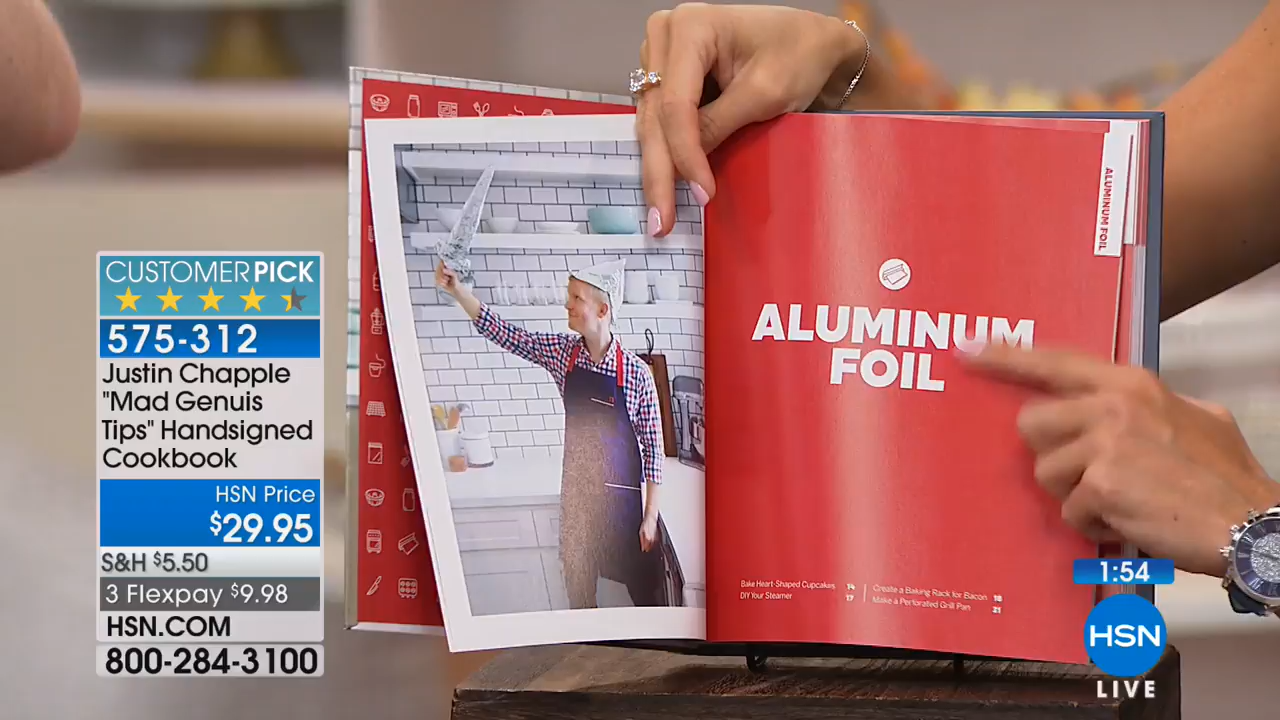 CUSTOMER PICK
575-312
Justin Chapple
"Mad Genuis
Tips" Handsigned
Cookbook
HSN Price
$29.95
S&H $5.50
3 Flexpay $9.98
HSN.COM
800-284-3100
ALUMINUM FOIL
ALUMINUM
FOIL
Bake Heart-Shaped Cupcakes 14
DIY Your Steamer 17
Create a Baking Rack for Bacon 18
Make a Perforated Grill Pan 21
1:54
HSN
LIVE